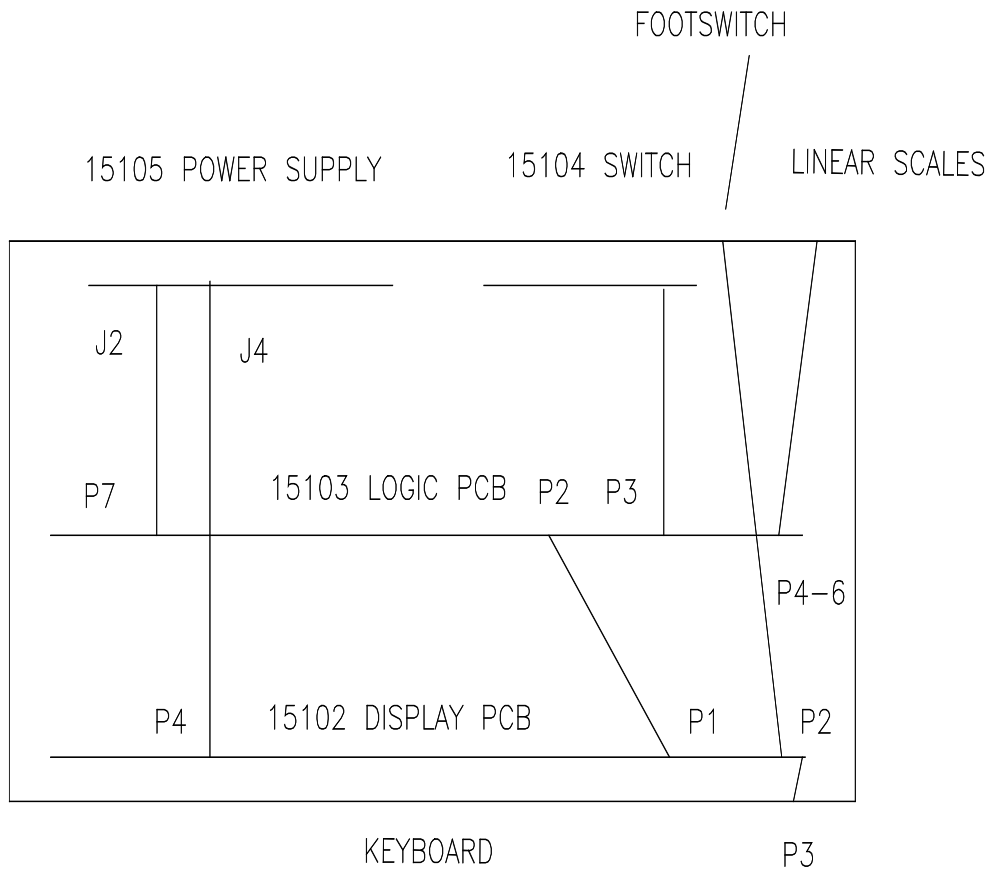 FOOTSWITCH
15105 POWER SUPPLY
15104 SWITCH
LINEAR SCALES
J2
J4
P7
15103 LOGIC PCB
P2
P3
P4-6
P4
15102 DISPLAY PCB
P1
P2
KEYBOARD
P3